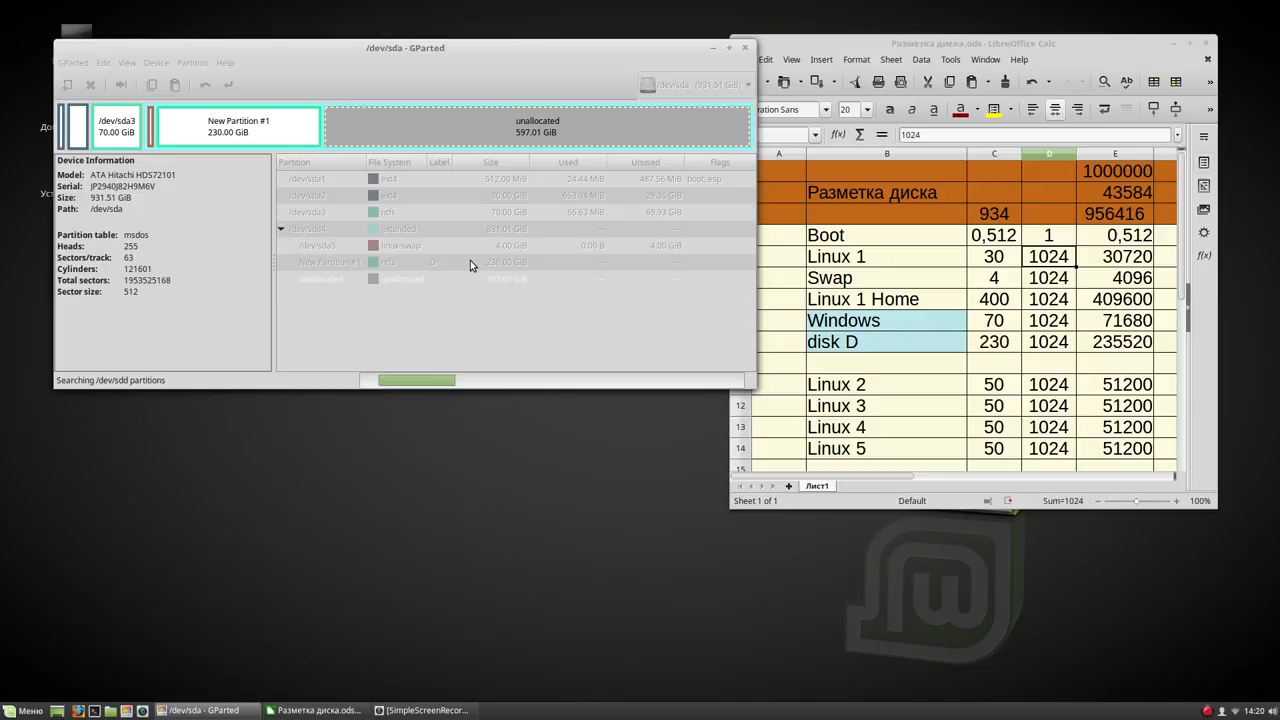 /dev/sda - GParted
GParted Edit View Device Partition Help
/dev/sda (931.51 GiB)
/dev/sda3
70.00 GiB
New Partition #1
230.00 GiB
unallocated
597.01 GiB
Device Information
Model: ATA Hitachi HDS72101
Serial: JP2940J82H9M6V
Size: 931.51 GiB
Path: /dev/sda
Partition table: msdos
Heads: 255
Sectors/track: 63
Cylinders: 121601
Total sectors: 1953525168
Sector size: 512
Partition File System Label Size Used Unused Flags
/dev/sda1 ext4 512.00 MiB 24.44 MiB 487.56 MiB boot, esp
/dev/sda2 ext4 30.00 GiB 653.94 MiB 29.36 GiB
/dev/sda3 ntfs 70.00 GiB 66.63 MiB 69.93 GiB
/dev/sda4 extended 831.01 GiB — —
/dev/sda5 linux-swap 4.00 GiB 0.00 B 4.00 GiB
New Partition #1 ntfs D 230.00 GiB — —
unallocated unallocated 597.01 GiB — —
Searching /dev/sdd partitions
Разметка диска.ods - LibreOffice Calc
Edit View Insert Format Sheet Data Tools Window Help
20
1024
A B C D E
1000000
Разметка диска 43584
934 956416
Boot 0,512 1 0,512
Linux 1 30 1024 30720
Swap 4 1024 4096
Linux 1 Home 400 1024 409600
Windows 70 1024 71680
disk D 230 1024 235520
Linux 2 50 1024 51200
12 Linux 3 50 1024 51200
13 Linux 4 50 1024 51200
14 Linux 5 50 1024 51200
15
Лист1
Sheet 1 of 1 Default Sum=1024 100%
Меню /dev/sda - GParted Разметка диска.ods... [SimpleScreenRecor... 14:20